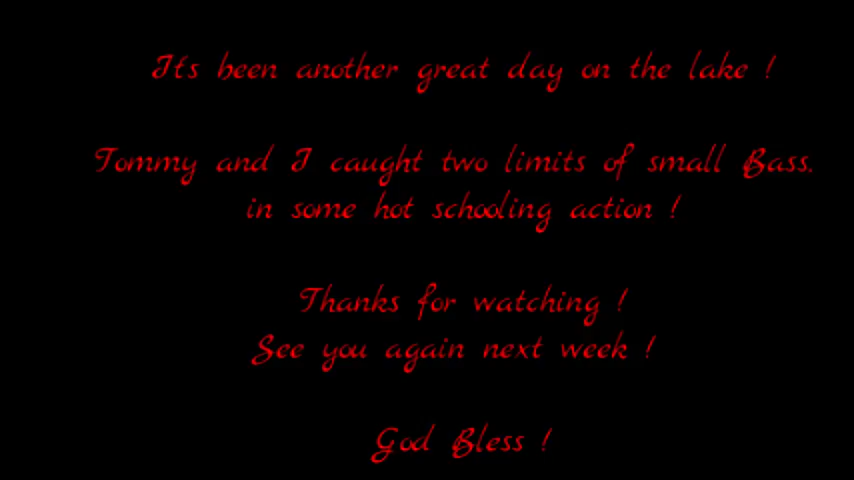 Its been another great day on the lake !
Tommy and I caught two limits of small Bass.
in some hot schooling action !
Thanks for watching !
See you again next week !
God Bless !